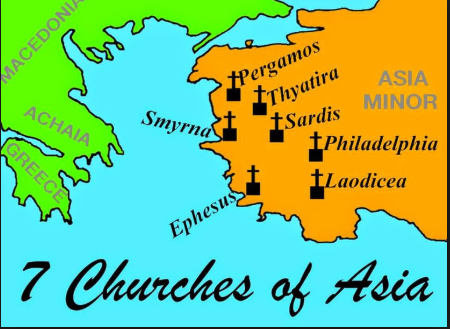 MACEDONIA
Pergamos
Thyatira
ASIA
MINOR
ACHAIA
Smyrna
Sardis
GREECE
Philadelphia
Laodicea
Ephesus
7 Churches of Asia